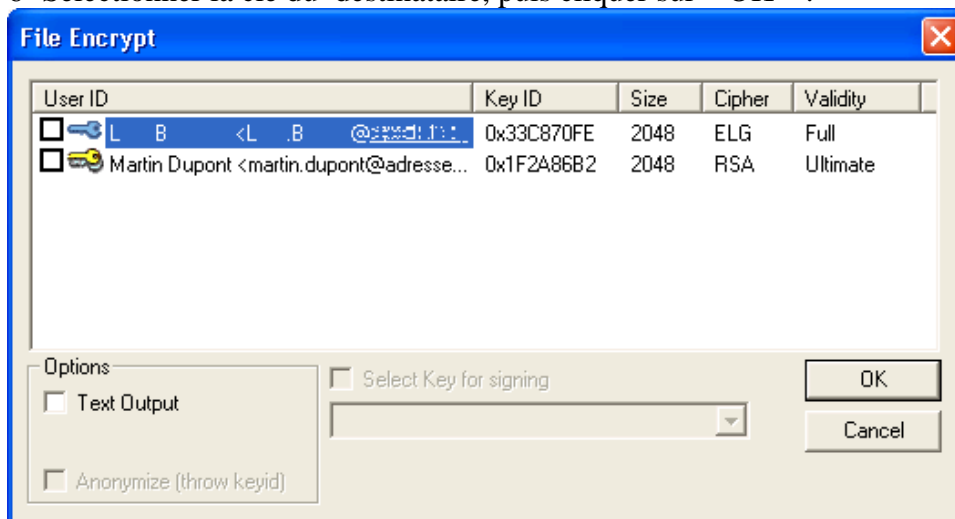 File Encrypt
User ID Key ID Size Cipher Validity
L B <L .B @ 0x33C870FE 2048 ELG Full
Martin Dupont <martin.dupont@adresse... 0x1F2A86B2 2048 RSA Ultimate
Options
Select Key for signing
OK
Text Output
Cancel
Anonymize (throw keyid)